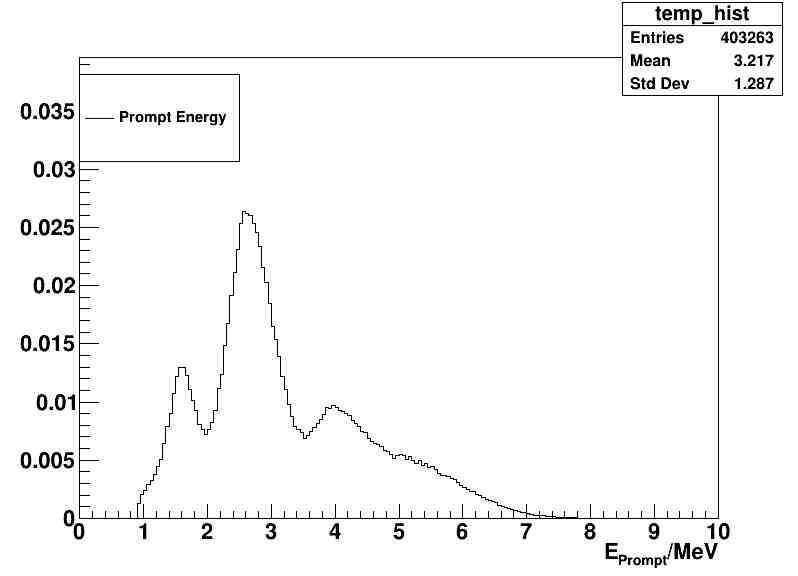 temp_hist
Entries 403263
Mean 3.217
Std Dev 1.287
Prompt Energy
0.035
0.03
0.025
0.02
0.015
0.01
0.005
0
0 1 2 3 4 5 6 7 8 9 10
E_Prompt/MeV